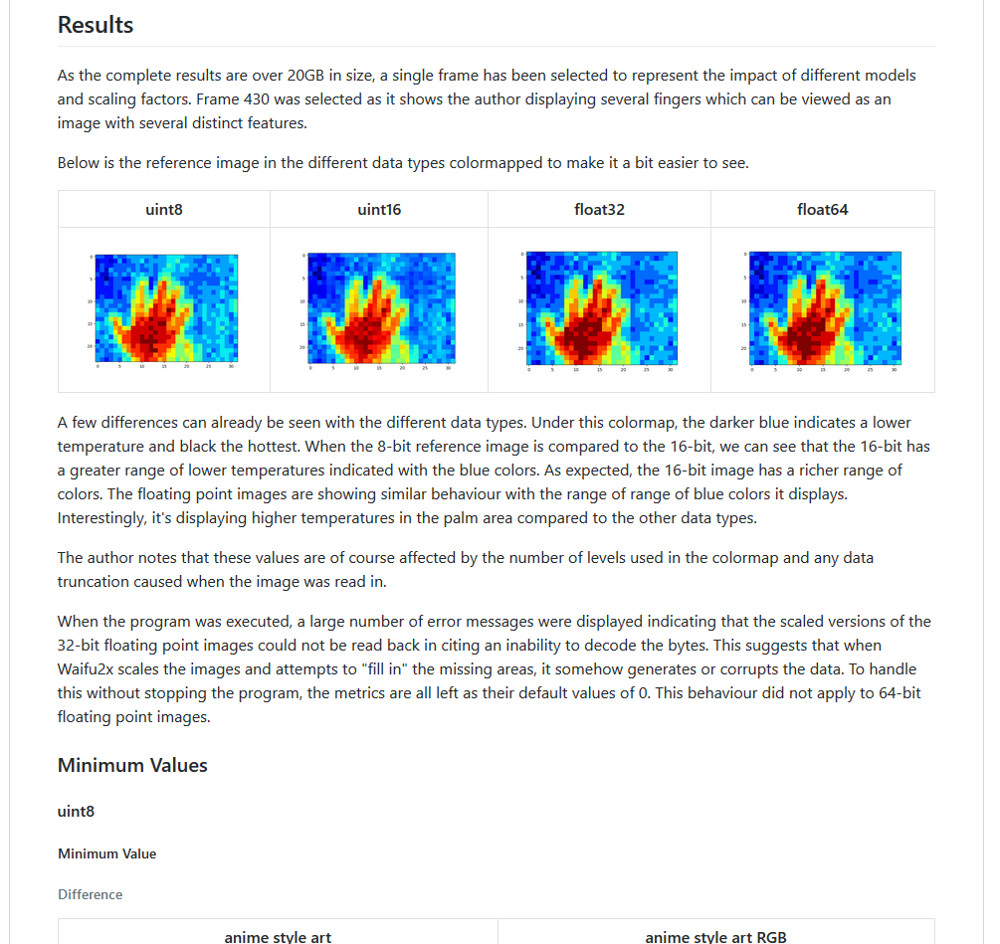 Results
As the complete results are over 20GB in size, a single frame has been selected to represent the impact of different models
and scaling factors. Frame 430 was selected as it shows the author displaying several fingers which can be viewed as an
image with several distinct features.
Below is the reference image in the different data types colormapped to make it a bit easier to see.
uint8 uint16 float32 float64
A few differences can already be seen with the different data types. Under this colormap, the darker blue indicates a lower
temperature and black the hottest. When the 8-bit reference image is compared to the 16-bit, we can see that the 16-bit has
a greater range of lower temperatures indicated with the blue colors. As expected, the 16-bit image has a richer range of
colors. The floating point images are showing similar behaviour with the range of range of blue colors it displays.
Interestingly, it's displaying higher temperatures in the palm area compared to the other data types.
The author notes that these values are of course affected by the number of levels used in the colormap and any data
truncation caused when the image was read in.
When the program was executed, a large number of error messages were displayed indicating that the scaled versions of the
32-bit floating point images could not be read back in citing an inability to decode the bytes. This suggests that when
Waifu2x scales the images and attempts to "fill in" the missing areas, it somehow generates or corrupts the data. To handle
this without stopping the program, the metrics are all left as their default values of 0. This behaviour did not apply to 64-bit
floating point images.
Minimum Values
uint8
Minimum Value
Difference
anime style art anime style art RGB